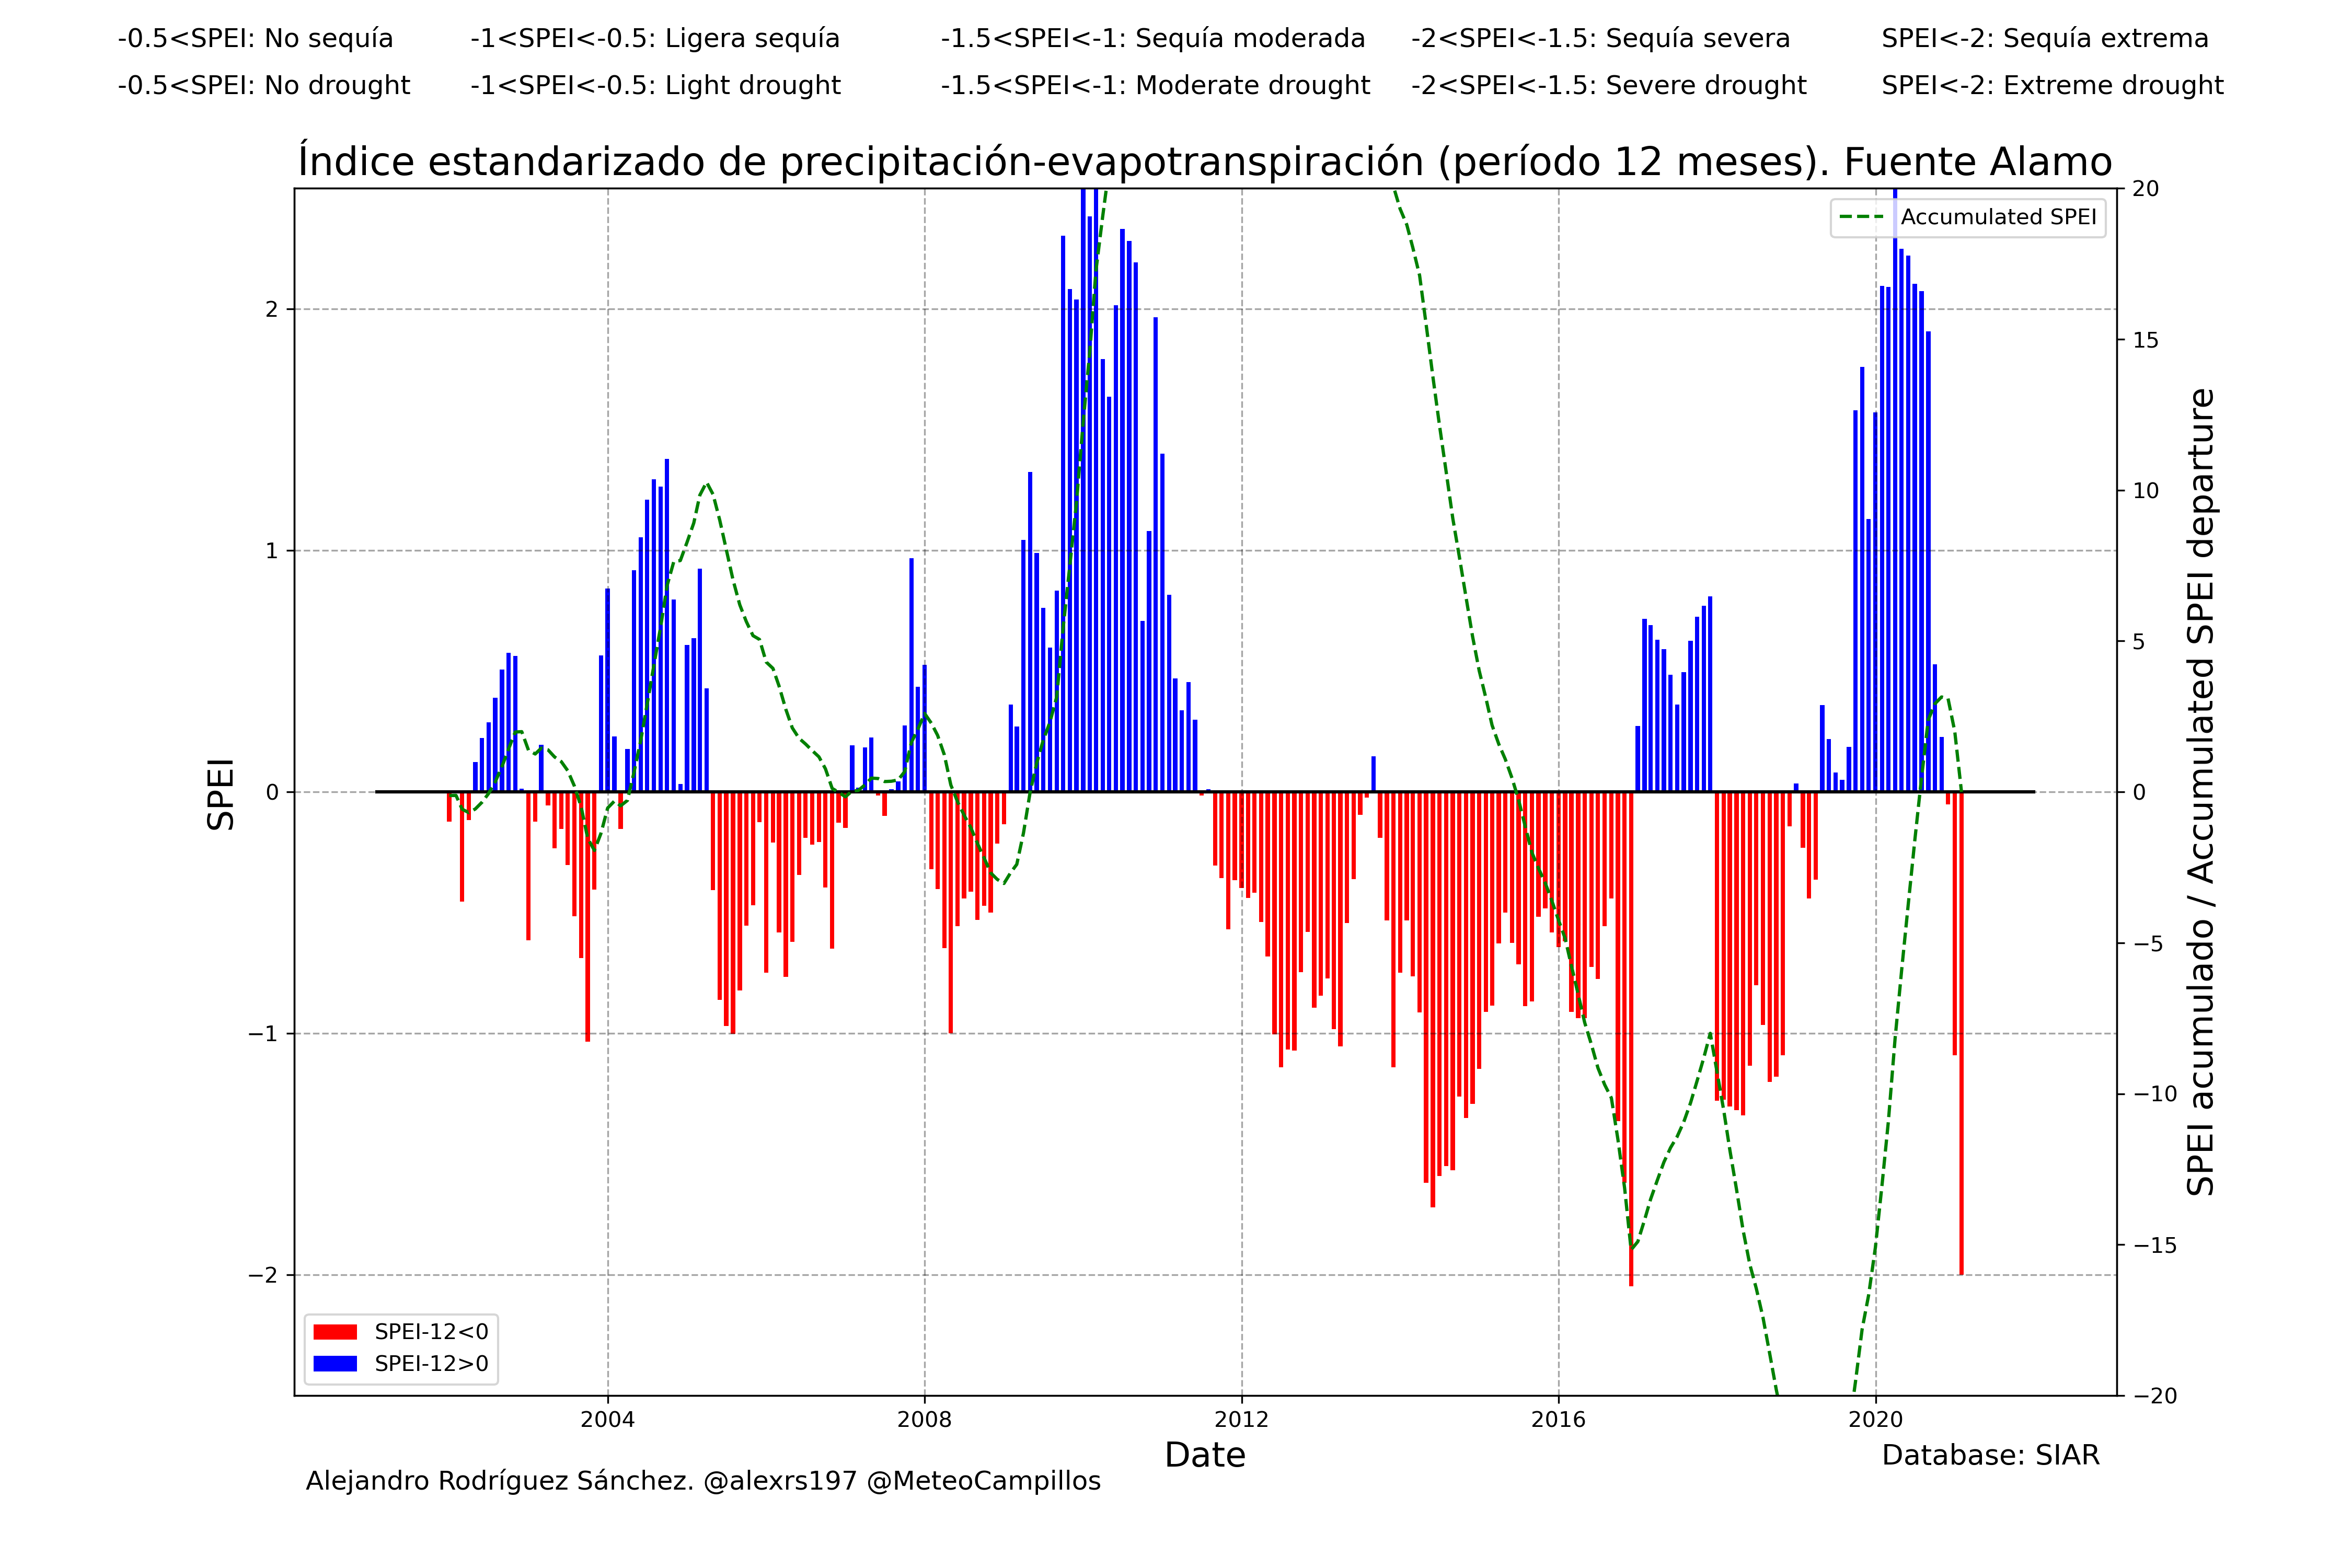 -0.5<SPEI: No sequía
-1<SPEI<-0.5: Ligera sequía
-1.5<SPEI<-1: Sequía moderada
-2<SPEI<-1.5: Sequía severa
SPEI<-2: Sequía extrema
-0.5<SPEI: No drought
-1<SPEI<-0.5: Light drought
-1.5<SPEI<-1: Moderate drought
-2<SPEI<-1.5: Severe drought
SPEI<-2: Extreme drought
Índice estandarizado de precipitación-evapotranspiración (período 12 meses). Fuente Alamo
SPEI
2
1
0
−1
−2
Accumulated SPEI
20
15
10
5
0
−5
−10
−15
−20
SPEI acumulado / Accumulated SPEI departure
SPEI-12<0
SPEI-12>0
2004
2008
2012
2016
2020
Date
Database: SIAR
Alejandro Rodríguez Sánchez. @alexrs197 @MeteoCampillos